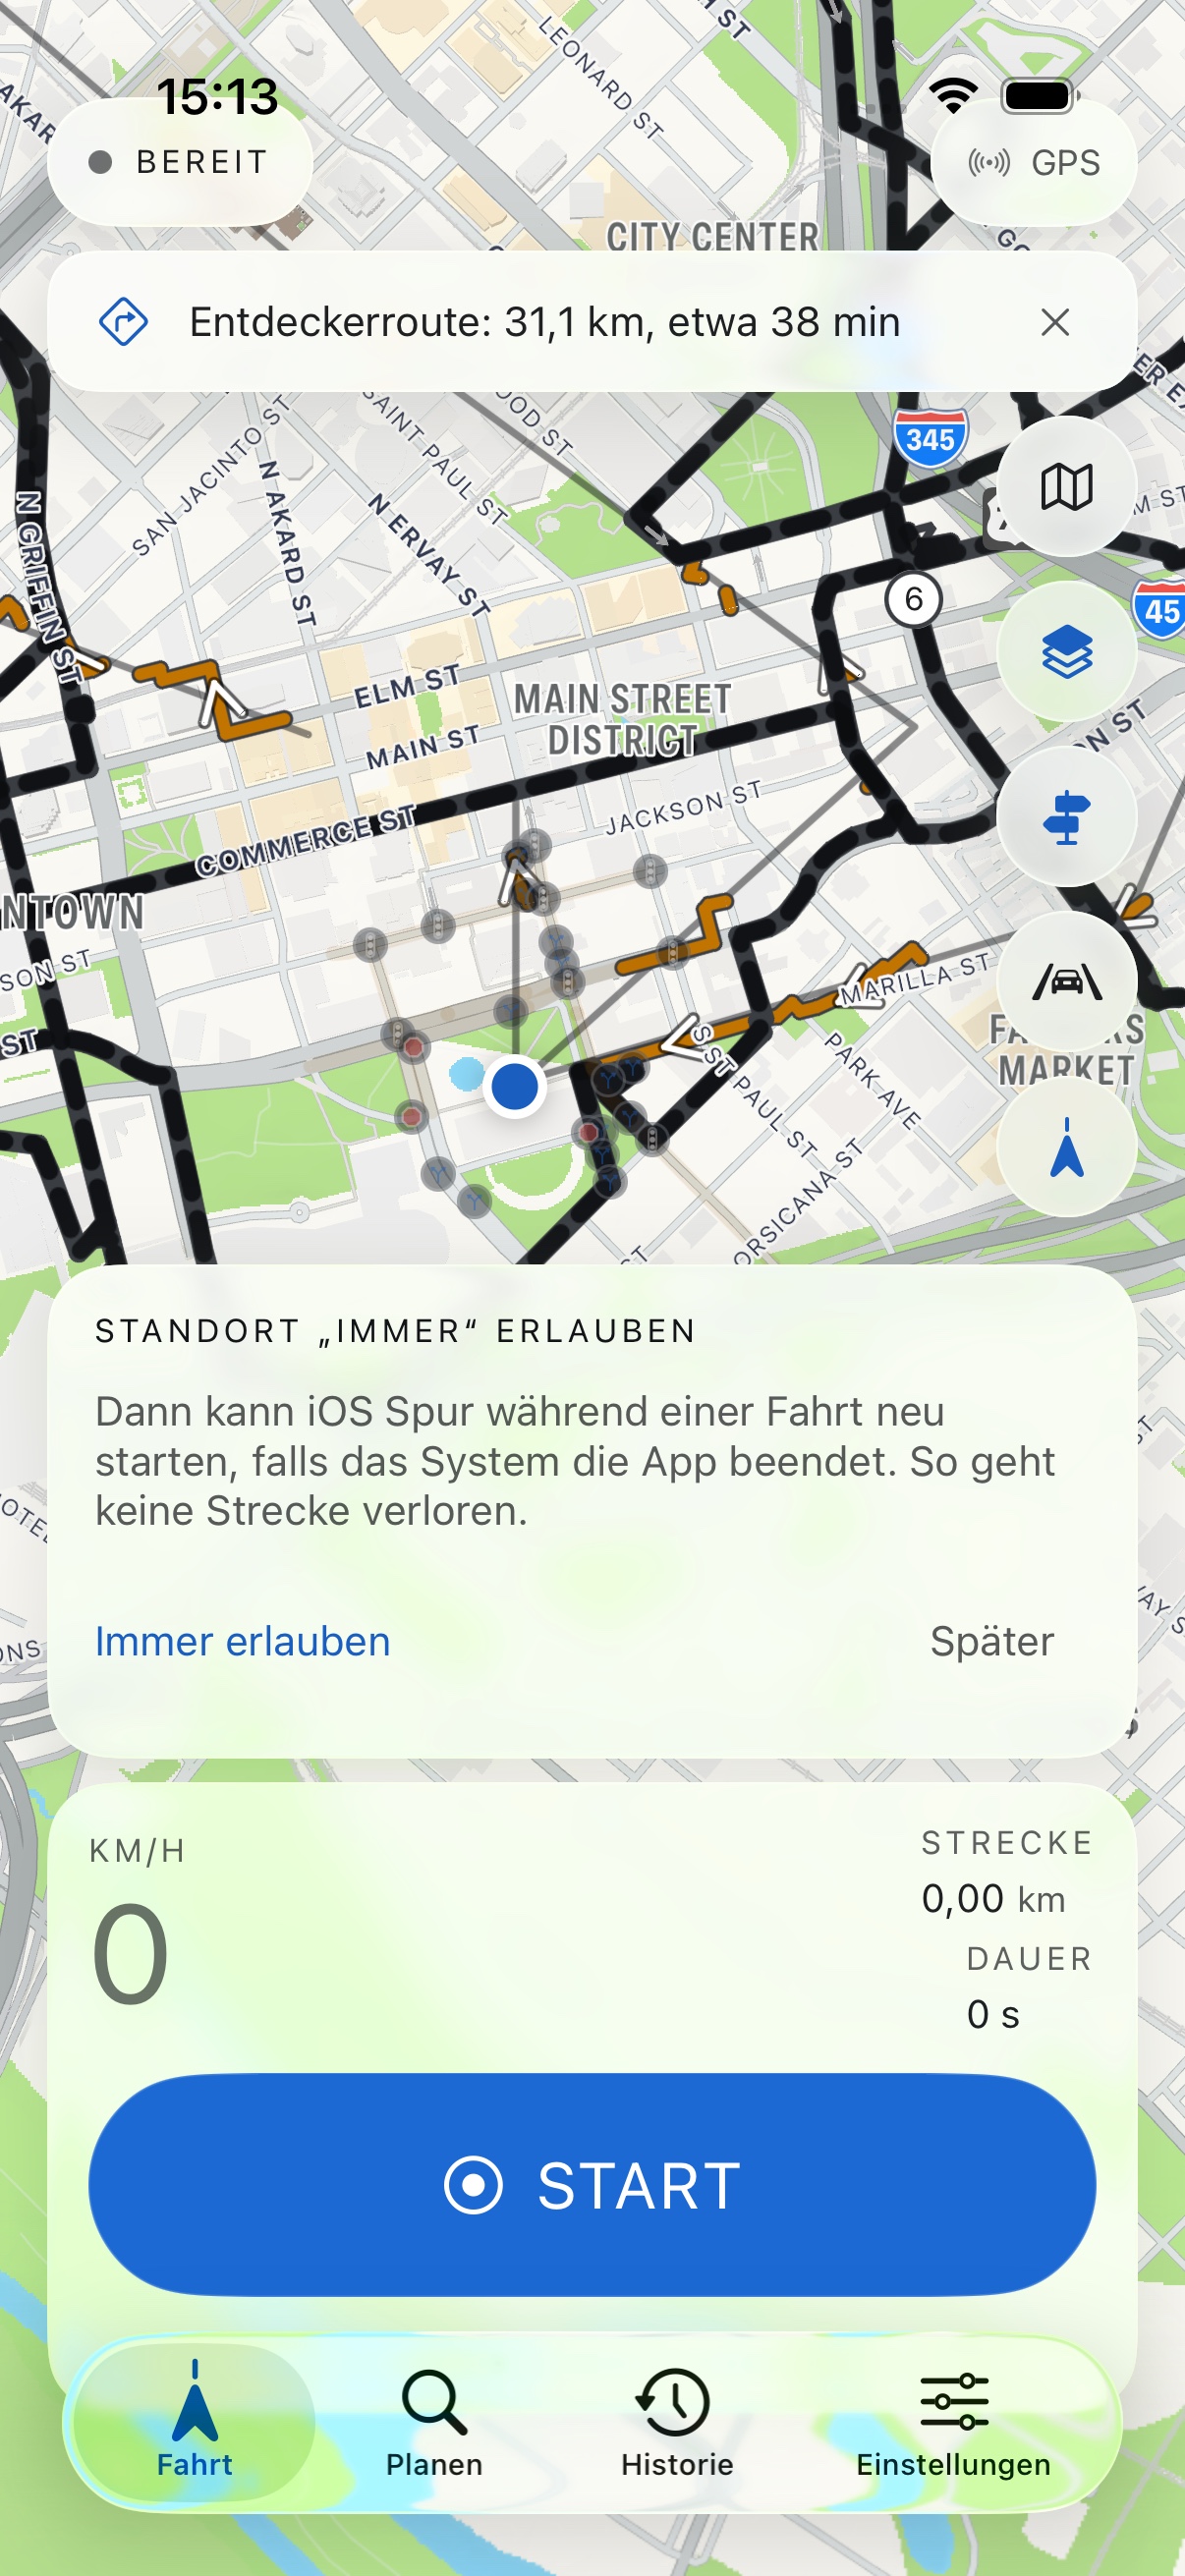 LEONARD ST
15:13
BEREIT
GPS
CITY CENTER
Entdeckerroute: 31,1 km, etwa 38 min
SAINT PAUL ST
SAN JACINTO ST
N AKARD ST
N ERVAY ST
N GRIFFIN ST
345
45
6
ELM ST
MAIN ST
MAIN STREET
DISTRICT
JACKSON ST
COMMERCE ST
MARILLA ST
S ST PAUL ST
PARK AVE
MARKET
STANDORT „IMMER“ ERLAUBEN
Dann kann iOS Spur während einer Fahrt neu
starten, falls das System die App beendet. So geht
keine Strecke verloren.
Immer erlauben
Später
KM/H
0
STRECKE
0,00 km
DAUER
0 s
START
Fahrt
Planen
Historie
Einstellungen